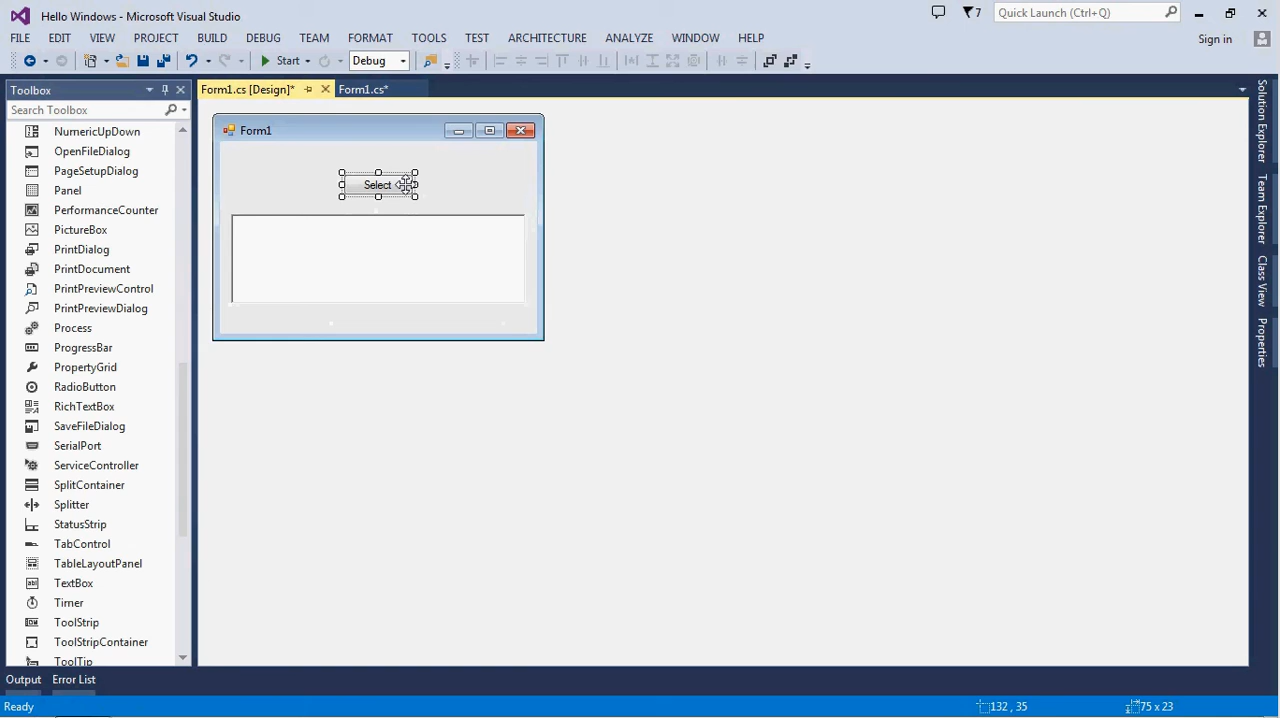 Hello Windows - Microsoft Visual Studio
7
Quick Launch (Ctrl+Q)
FILE EDIT VIEW PROJECT BUILD DEBUG TEAM FORMAT TOOLS TEST ARCHITECTURE ANALYZE WINDOW HELP
Sign in
Start Debug
Toolbox
Form1.cs [Design]* Form1.cs*
Search Toolbox
NumericUpDown
OpenFileDialog
PageSetupDialog
Panel
PerformanceCounter
PictureBox
PrintDialog
PrintDocument
PrintPreviewControl
PrintPreviewDialog
Process
ProgressBar
PropertyGrid
RadioButton
RichTextBox
SaveFileDialog
SerialPort
ServiceController
SplitContainer
Splitter
StatusStrip
TabControl
TableLayoutPanel
TextBox
Timer
ToolStrip
ToolStripContainer
ToolTip
Form1
Select
Solution Explorer
Team Explorer
Class View
Properties
Output Error List
Ready
132 , 35
75 x 23